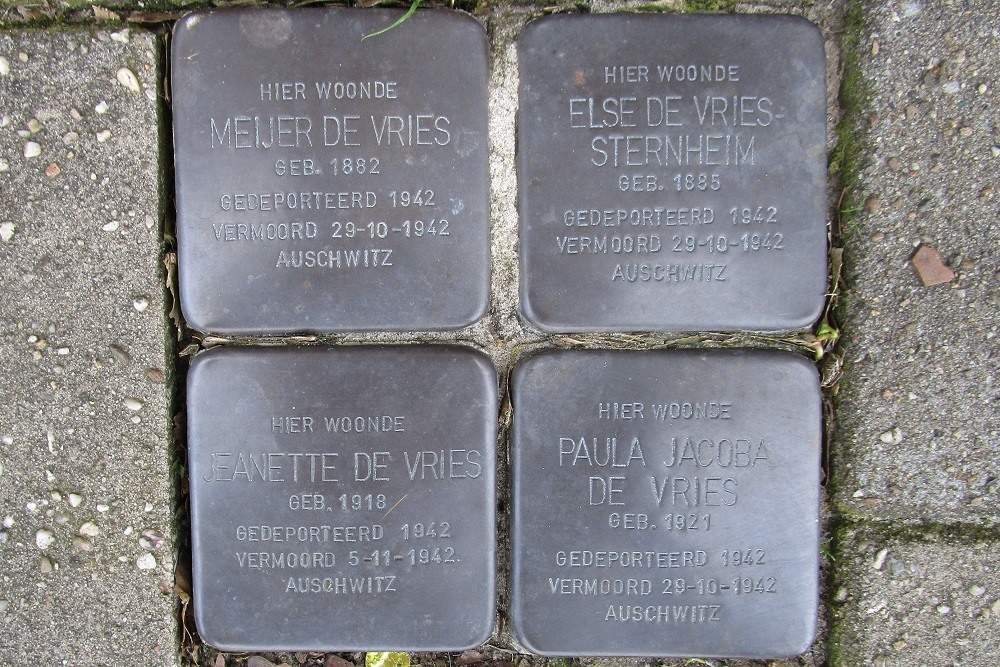 HIER WOONDE
MEIJER DE VRIES
GEB. 1882
GEDEPORTEERD 1942
VERMOORD 29-10-1942
AUSCHWITZ
HIER WOONDE
ELSE DE VRIES-
STERNHEIM
GEB. 1885
GEDEPORTEERD 1942
VERMOORD 29-10-1942
AUSCHWITZ
HIER WOONDE
JEANETTE DE VRIES
GEB. 1918
GEDEPORTEERD 1942
VERMOORD 5-11-1942.
AUSCHWITZ
HIER WOONDE
PAULA JACOBA
DE VRIES
GEB. 1921
GEDEPORTEERD 1942
VERMOORD 29-10-1942
AUSCHWITZ